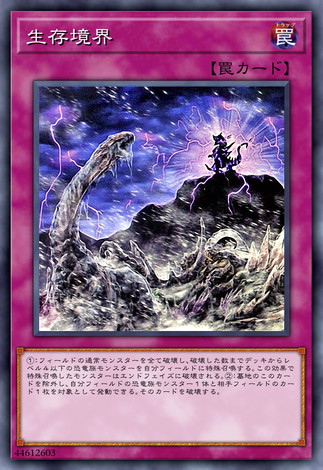 生存境界
トラップ
罠
【罠カード】
①:フィールドの通常モンスターを全て破壊し、破壊した数までデッキからレ
ベル4以下の恐竜族モンスターを自分フィールドに特殊召喚する。この効果で
特殊召喚したモンスターはエンドフェイズに破壊される。②:墓地のこのカー
ドを除外し、自分フィールドの恐竜族モンスター1体と相手フィールドのカー
ド1枚を対象として発動できる。そのカードを破壊する。
44612603